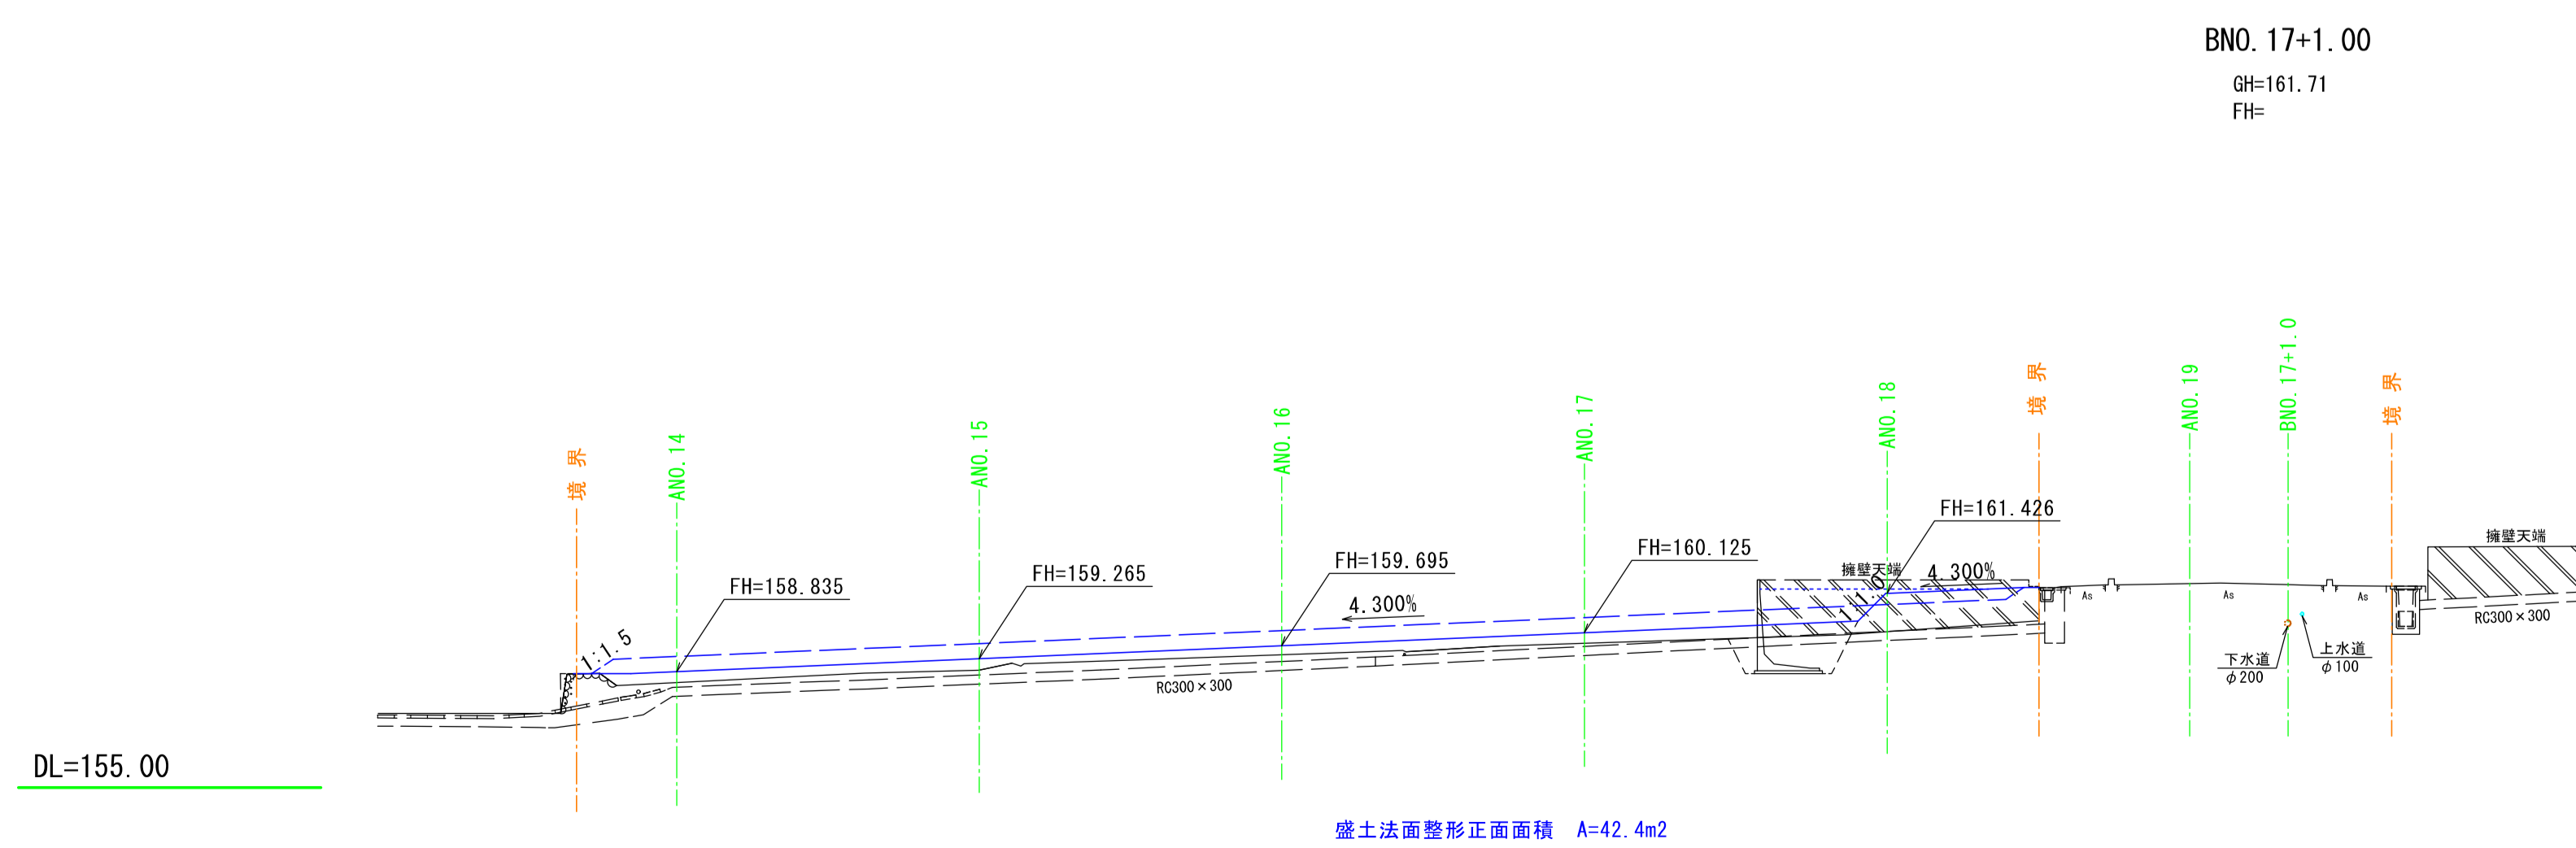 BNO.17+1.00
GH=161.71
FH=
BNO.17+1.0
境 界
ANO.19
境 界
ANO.18
ANO.17
ANO.16
ANO.15
ANO.14
境 界
FH=161.426
FH=160.125
FH=159.695
FH=159.265
FH=158.835
擁壁天端
擁壁天端
4.300%
4.300%
1:1.0
1:1.5
As
As
As
RC300×300
RC300×300
下水道
φ200
上水道
φ100
DL=155.00
盛土法面整形正面面積 A=42.4m2